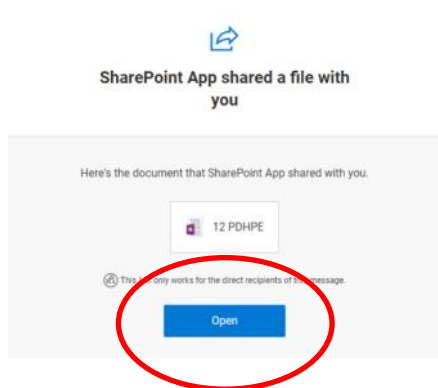 SharePoint App shared a file with
you
Here's the document that SharePoint App shared with you.
12 PDHPE
This only works for the direct recipients of message.
Open